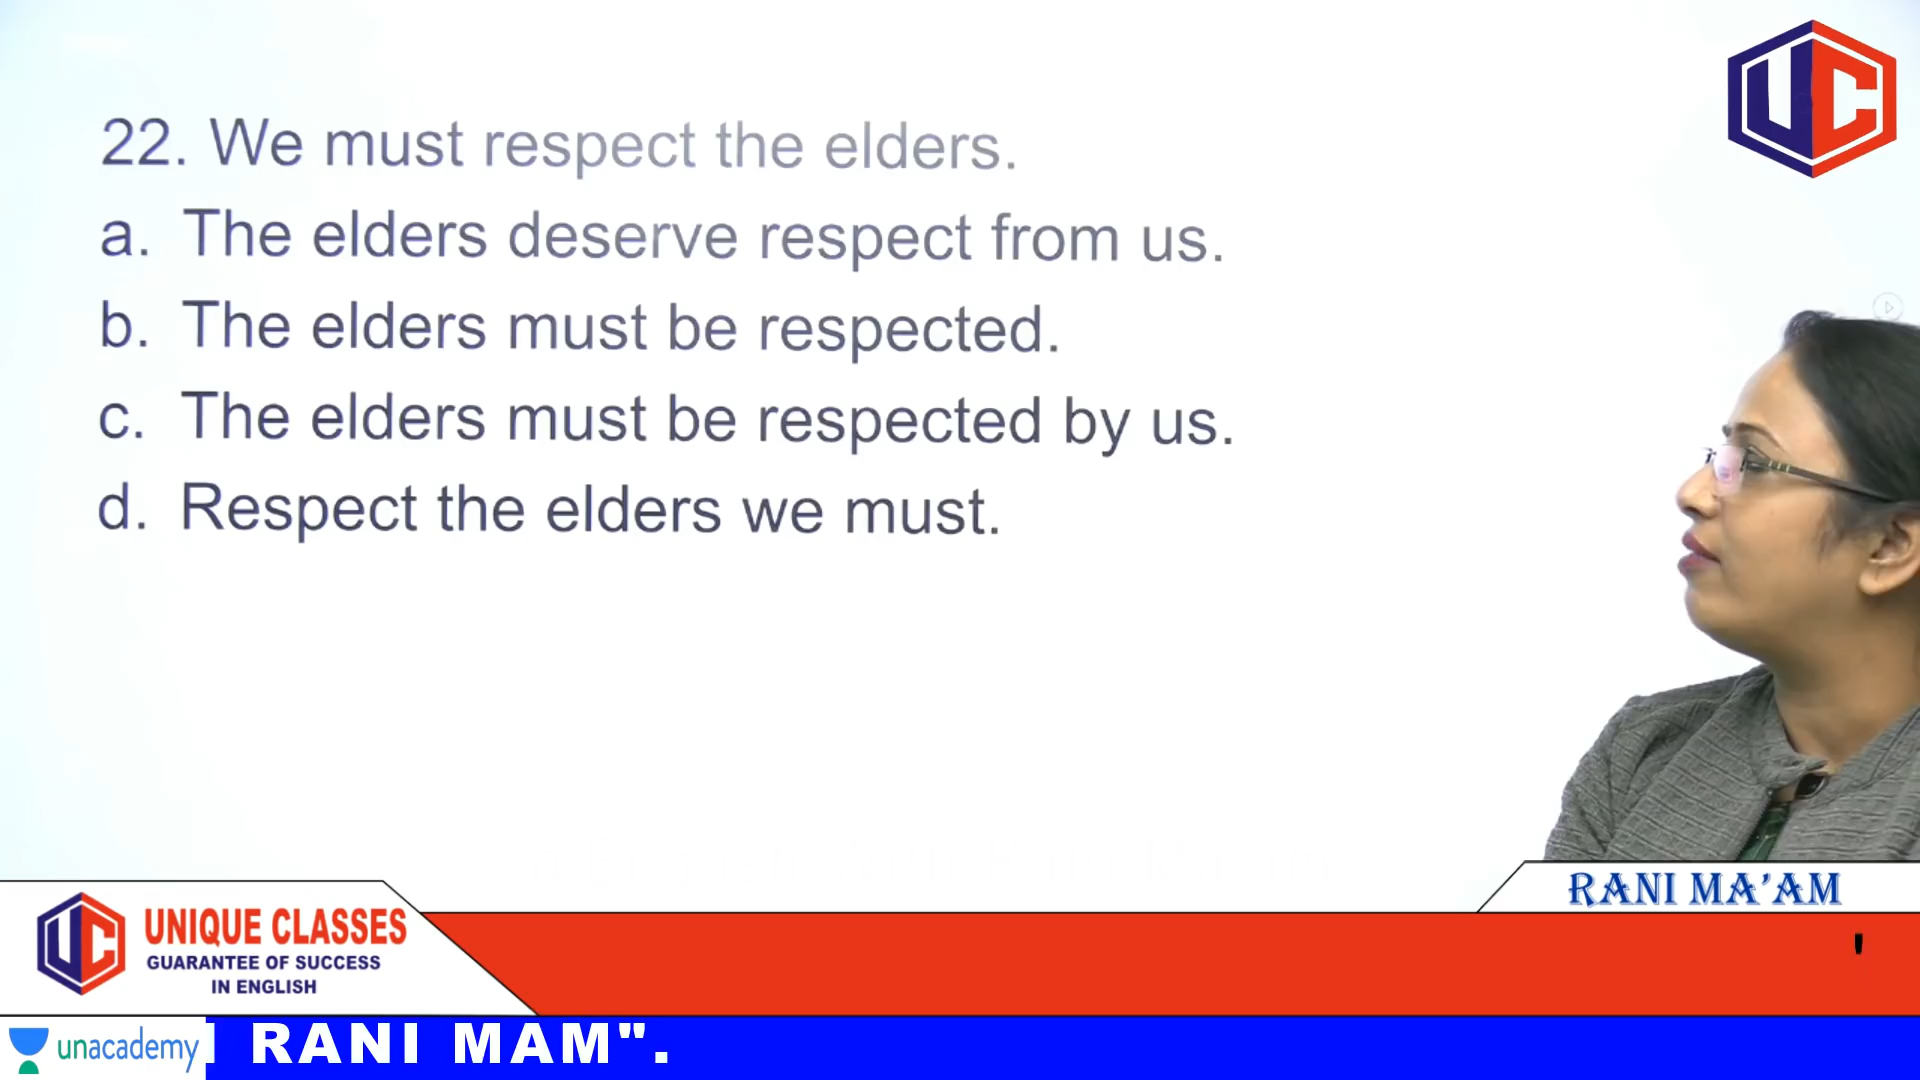 UC
22. We must respect the elders.
a. The elders deserve respect from us.
b. The elders must be respected.
c. The elders must be respected by us.
d. Respect the elders we must.
RANI MA'AM
UC UNIQUE CLASSES
GUARANTEE OF SUCCESS
IN ENGLISH
unacademy RANI MAM".